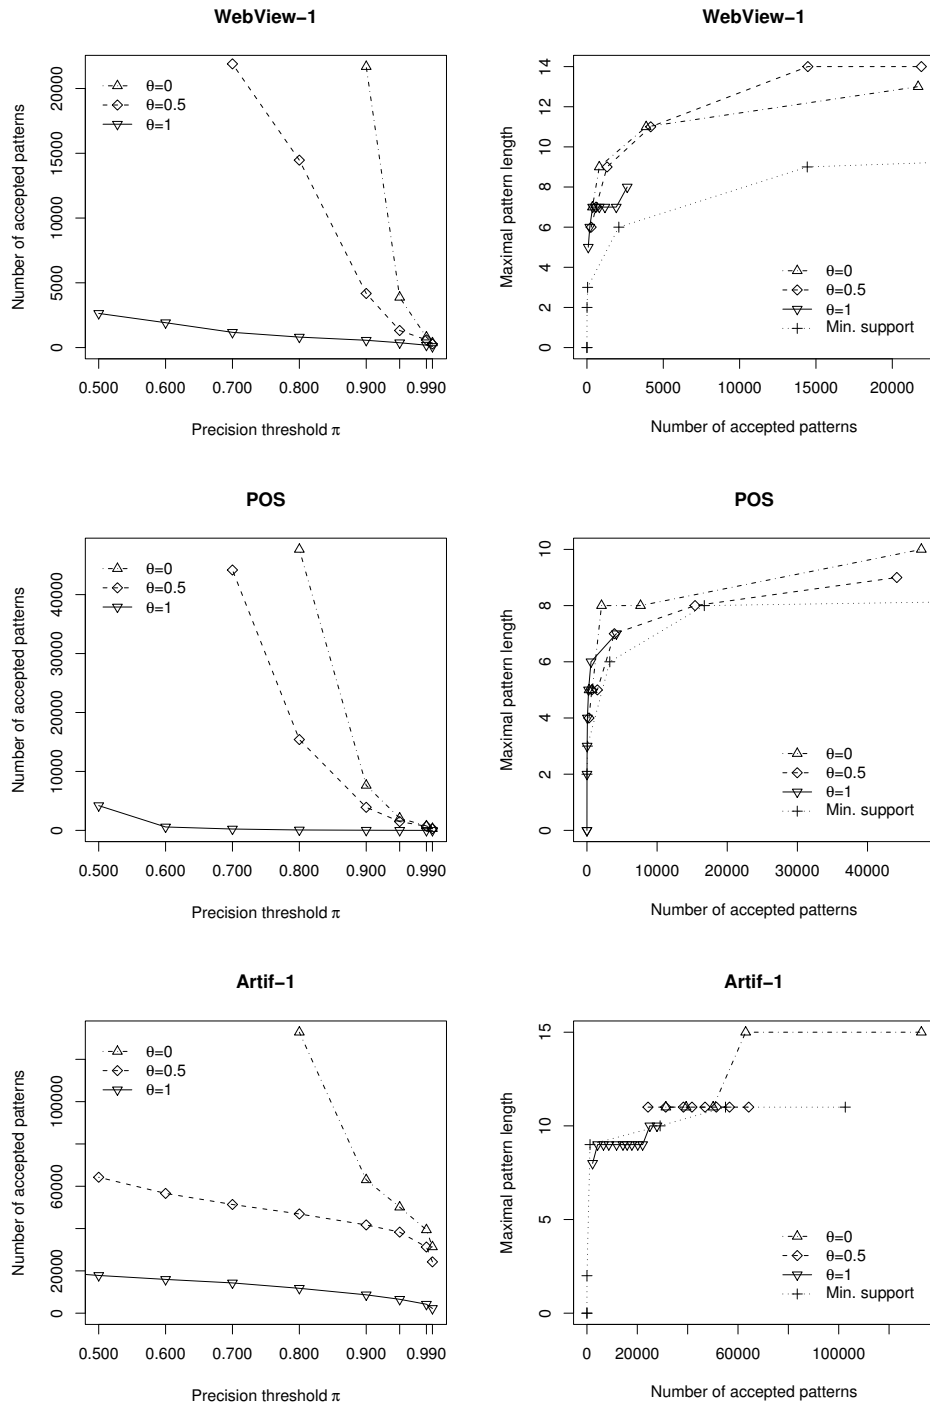 WebView−1
Number of accepted patterns
20000
15000
10000
5000
0
θ=0
θ=0.5
θ=1
0.500 0.600 0.700 0.800 0.900 0.990
Precision threshold π
WebView−1
Maximal pattern length
14
12
10
8
6
4
2
0
θ=0
θ=0.5
θ=1
Min. support
0 5000 10000 15000 20000
Number of accepted patterns
POS
Number of accepted patterns
40000
30000
20000
10000
0
θ=0
θ=0.5
θ=1
0.500 0.600 0.700 0.800 0.900 0.990
Precision threshold π
POS
Maximal pattern length
10
8
6
4
2
0
θ=0
θ=0.5
θ=1
Min. support
0 10000 20000 30000 40000
Number of accepted patterns
Artif−1
Number of accepted patterns
100000
60000
20000
0
θ=0
θ=0.5
θ=1
0.500 0.600 0.700 0.800 0.900 0.990
Precision threshold π
Artif−1
Maximal pattern length
15
10
5
0
θ=0
θ=0.5
θ=1
Min. support
0 20000 60000 100000
Number of accepted patterns